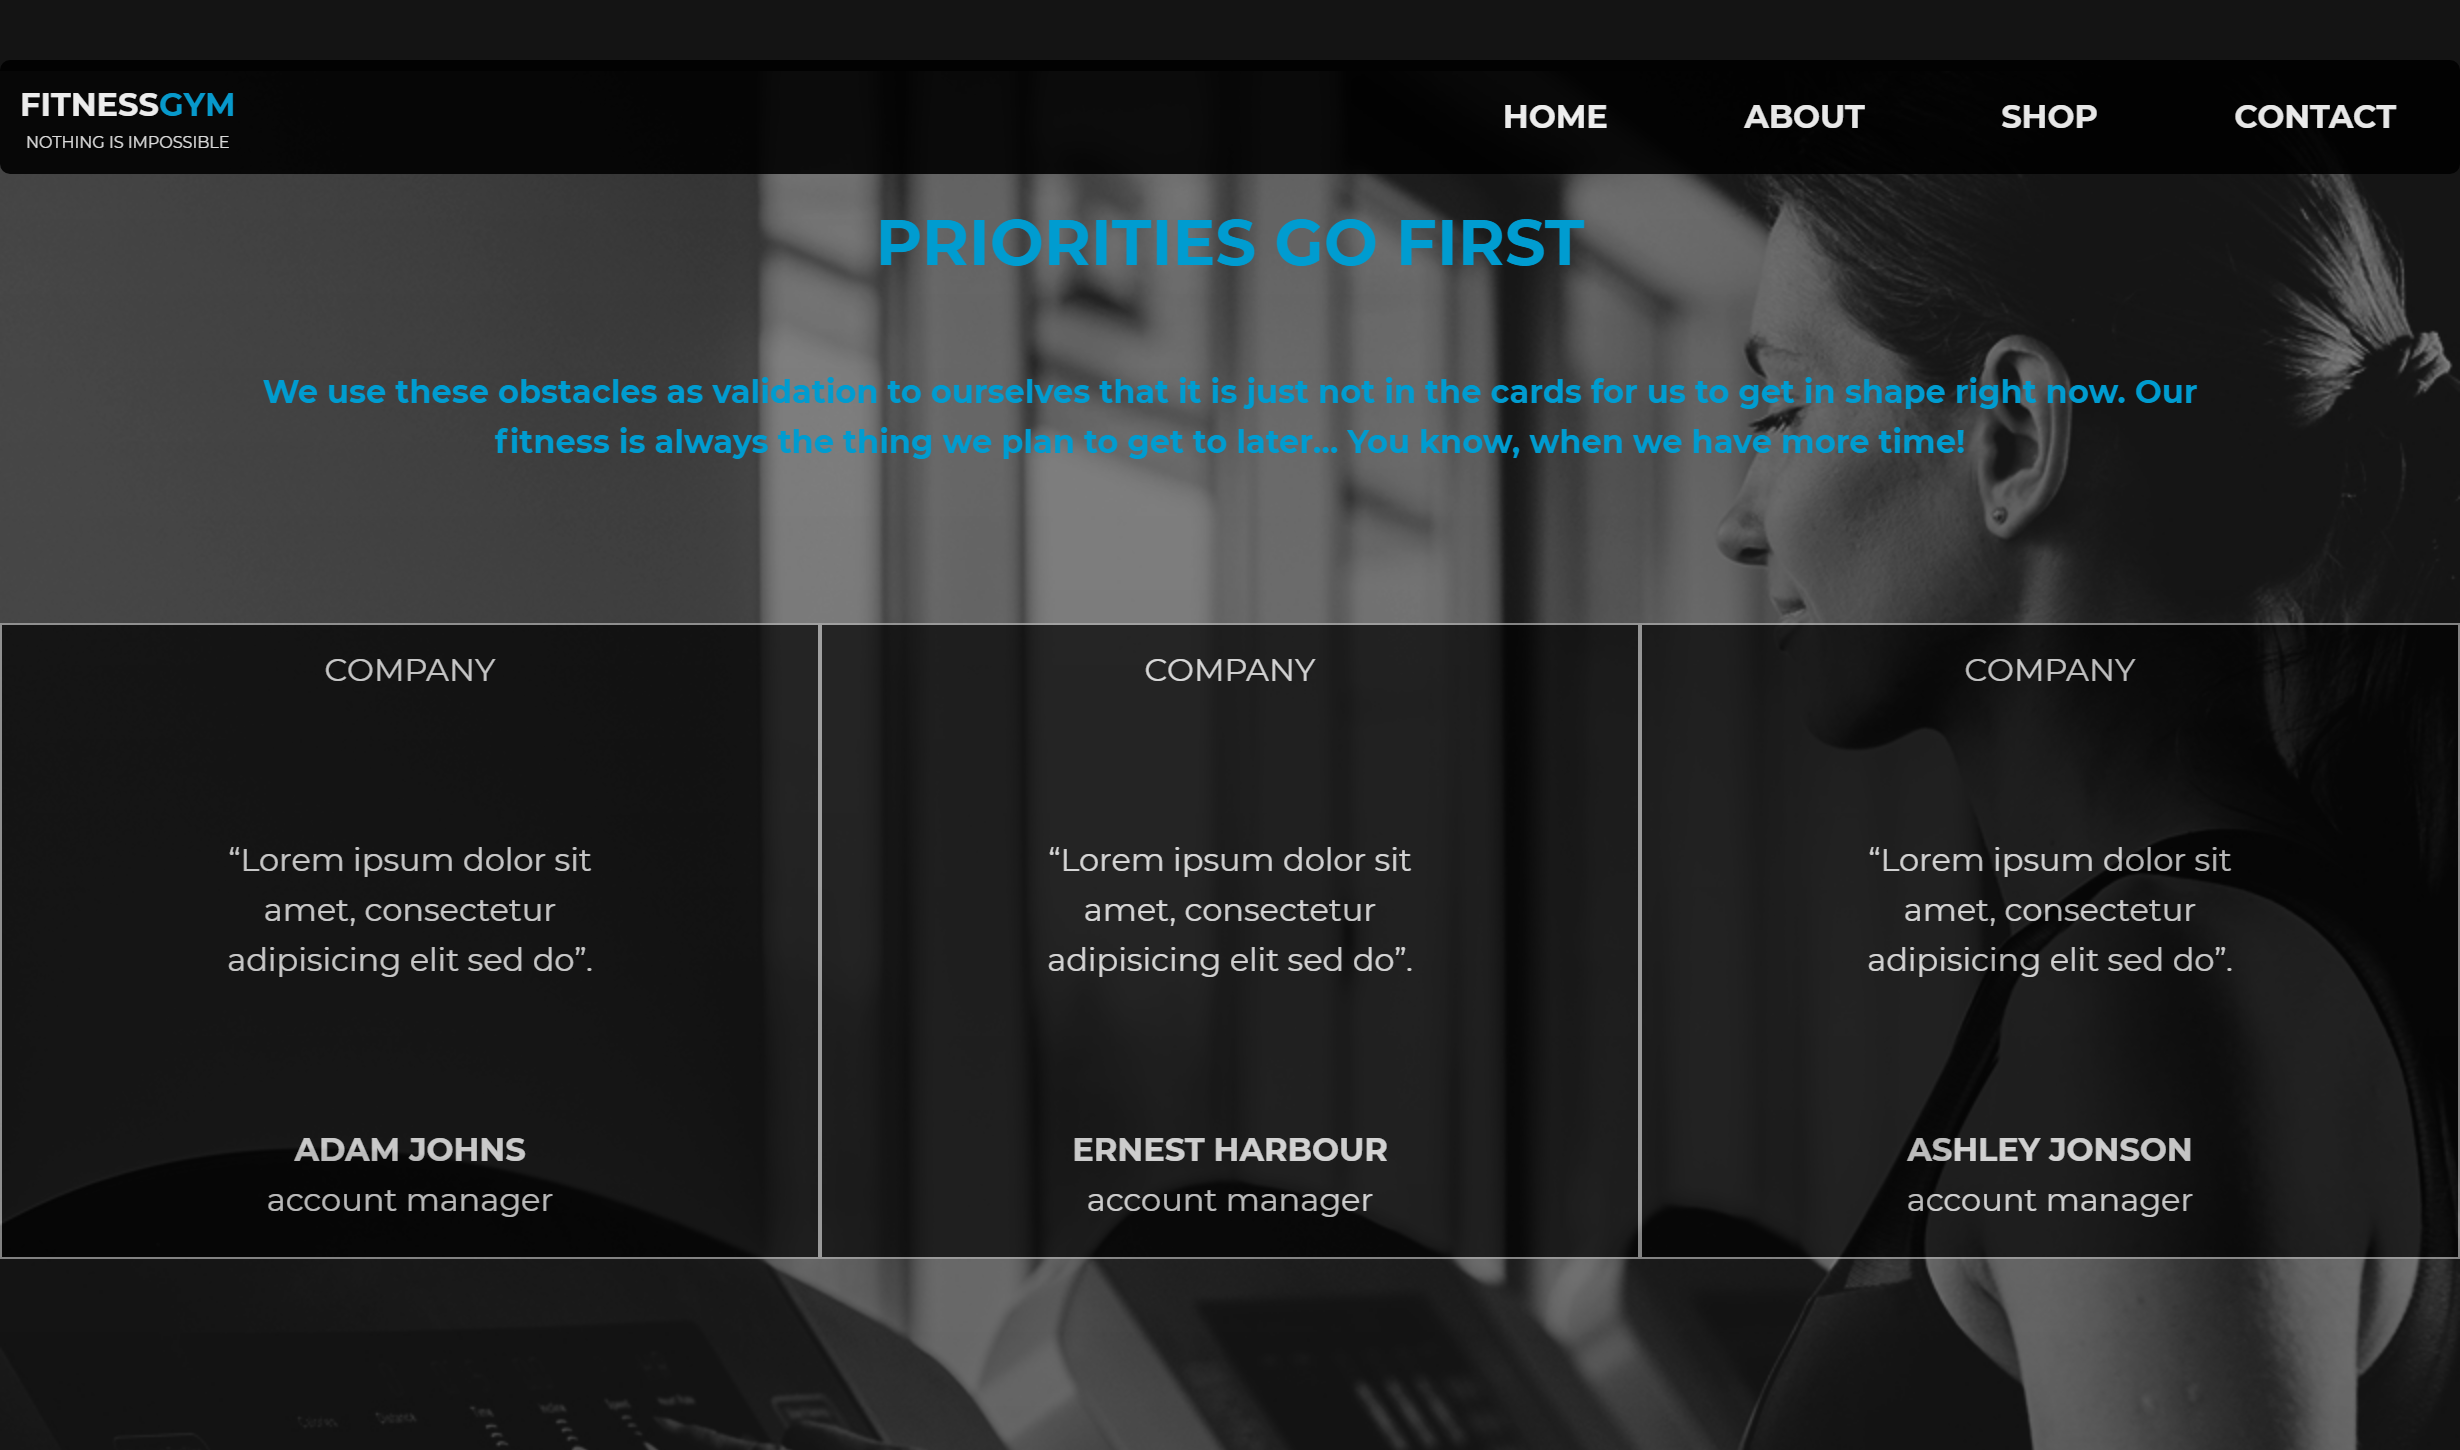 FITNESSGYM
NOTHING IS IMPOSSIBLE
HOME ABOUT SHOP CONTACT
PRIORITIES GO FIRST
We use these obstacles as validation to ourselves that it is just not in the cards for us to get in shape right now. Our
fitness is always the thing we plan to get to later... You know, when we have more time!
COMPANY
“Lorem ipsum dolor sit
amet, consectetur
adipisicing elit sed do”.
ADAM JOHNS
account manager
COMPANY
“Lorem ipsum dolor sit
amet, consectetur
adipisicing elit sed do”.
ERNEST HARBOUR
account manager
COMPANY
“Lorem ipsum dolor sit
amet, consectetur
adipisicing elit sed do”.
ASHLEY JONSON
account manager
Distance
Time